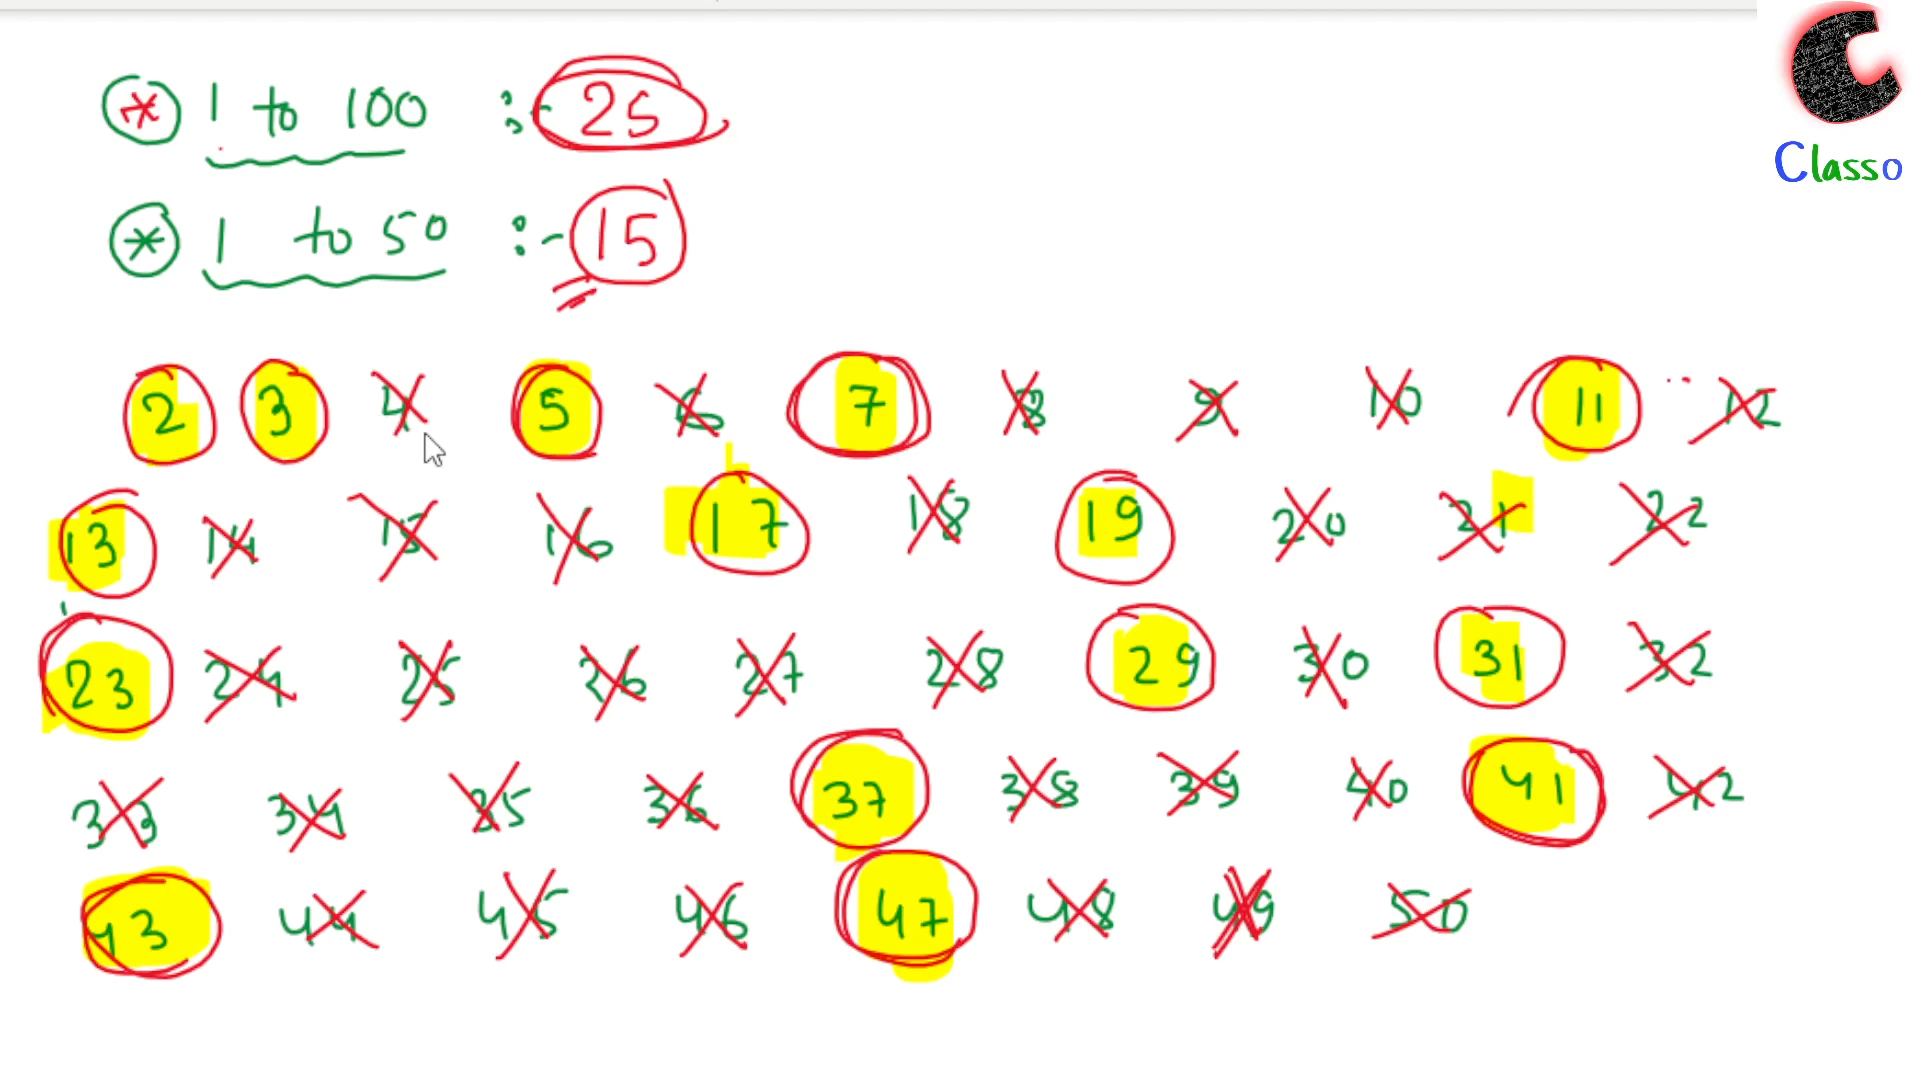 * 1 to 100 :- 25
Classo
* 1 to 50 :- 15
2 3 4 5 6 7 8 9 10 11 12
13 14 15 16 17 18 19 20 21 22
23 24 25 26 27 28 29 30 31 32
33 34 35 36 37 38 39 40 41 42
43 44 45 46 47 48 49 50